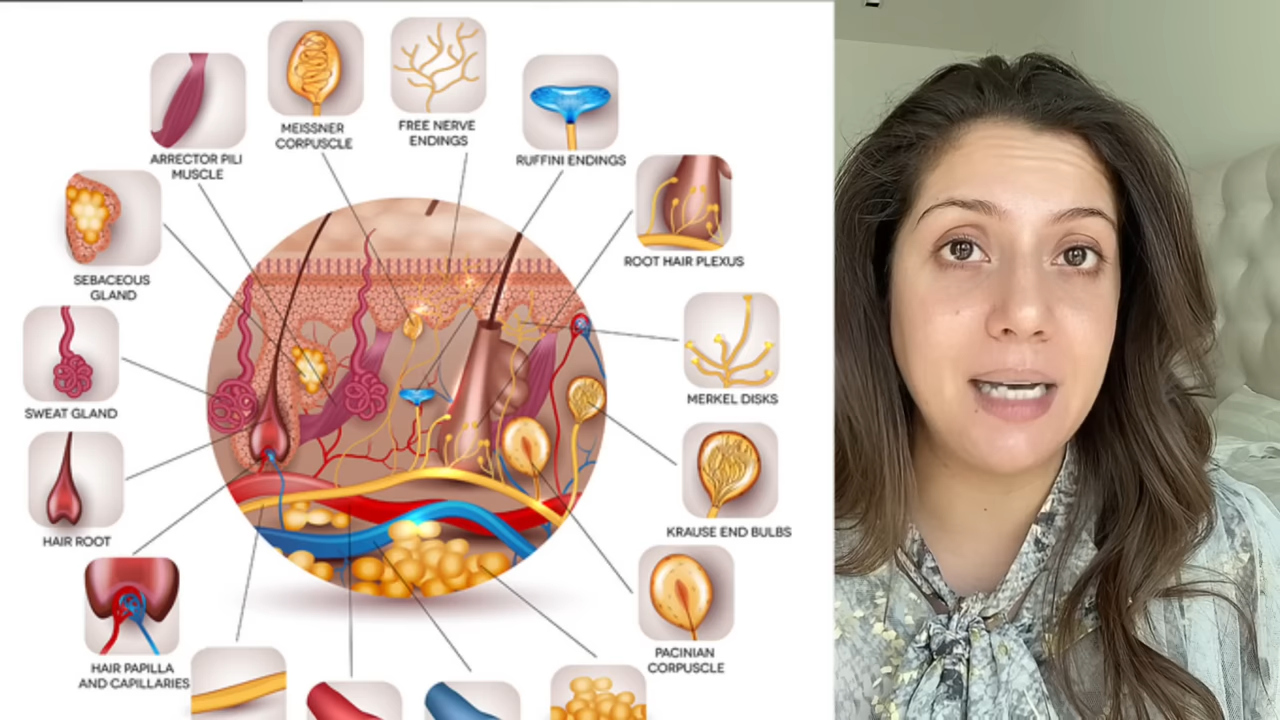 MEISSNER
CORPUSCLE
FREE NERVE
ENDINGS
ARRECTOR PILI
MUSCLE
RUFFINI ENDINGS
ROOT HAIR PLEXUS
SEBACEOUS
GLAND
SWEAT GLAND
MERKEL DISKS
HAIR ROOT
KRAUSE END BULBS
HAIR PAPILLA
AND CAPILLARIES
PACINIAN
CORPUSCLE